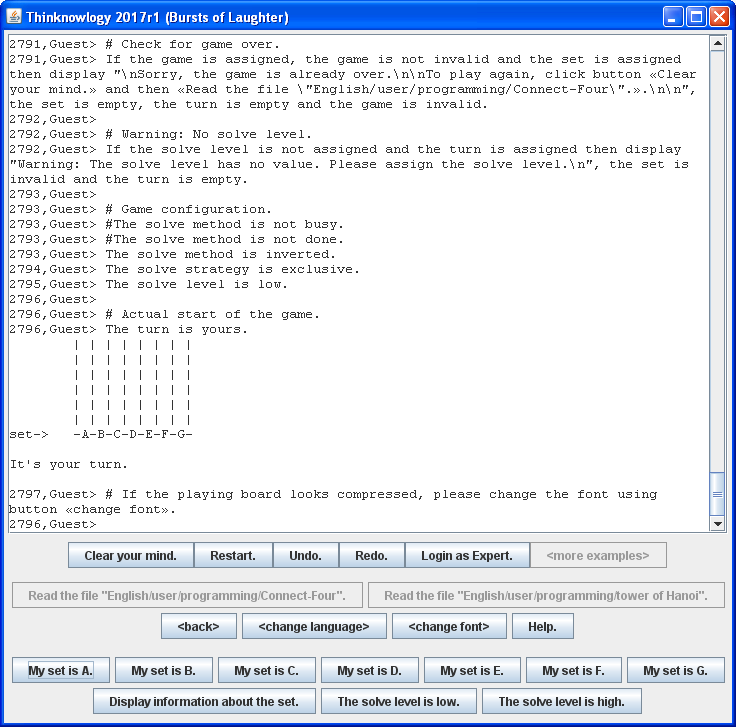 Thinknowlogy 2017r1 (Bursts of Laughter)
2791,Guest> # Check for game over.
2791,Guest> If the game is assigned, the game is not invalid and the set is assigned
then display "\nSorry, the game is already over.\n\nTo play again, click button «Clear
your mind.» and then «Read the file \"English/user/programming/Connect-Four\".».\n\n",
the set is empty, the turn is empty and the game is invalid.
2792,Guest>
2792,Guest> # Warning: No solve level.
2792,Guest> If the solve level is not assigned and the turn is assigned then display
"Warning: The solve level has no value. Please assign the solve level.\n", the set is
invalid and the turn is empty.
2793,Guest>
2793,Guest> # Game configuration.
2793,Guest> #The solve method is not busy.
2793,Guest> #The solve method is not done.
2793,Guest> The solve method is inverted.
2794,Guest> The solve strategy is exclusive.
2795,Guest> The solve level is low.
2796,Guest>
2796,Guest> # Actual start of the game.
2796,Guest> The turn is yours.
| | | | | | | |
| | | | | | | |
| | | | | | | |
| | | | | | | |
| | | | | | | |
| | | | | | | |
set-> -A-B-C-D-E-F-G-
It's your turn.
2797,Guest> # If the playing board looks compressed, please change the font using
button «change font».
2796,Guest>
Clear your mind. Restart. Undo. Redo. Login as Expert. <more examples>
Read the file "English/user/programming/Connect-Four". Read the file "English/user/programming/tower of Hanoi".
<back> <change language> <change font> Help.
My set is A. My set is B. My set is C. My set is D. My set is E. My set is F. My set is G.
Display information about the set. The solve level is low. The solve level is high.